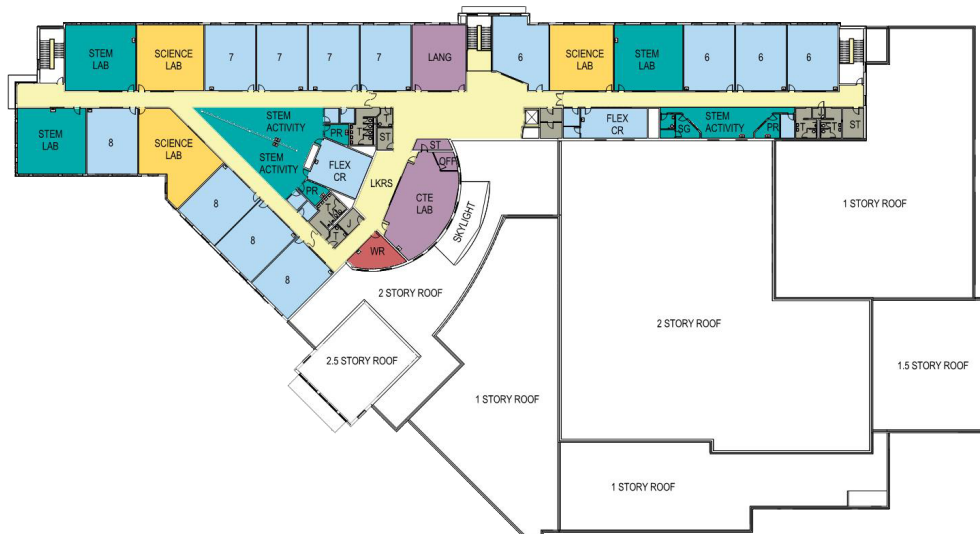 STEM
LAB
SCIENCE
LAB
7
7
7
7
LANG
6
SCIENCE
LAB
STEM
LAB
6
6
6
STEM
LAB
8
SCIENCE
LAB
STEM
ACTIVITY
PR
T
ST
STEM
ACTIVITY
FLEX
CR
PR
T
J
T
LKRS
ST
OFF
CTE
LAB
WR
SKYLIGHT
FLEX
CR
SG
STEM
ACTIVITY
PR
T
T
ST
8
8
8
1 STORY ROOF
2 STORY ROOF
2 STORY ROOF
2.5 STORY ROOF
1.5 STORY ROOF
1 STORY ROOF
1 STORY ROOF